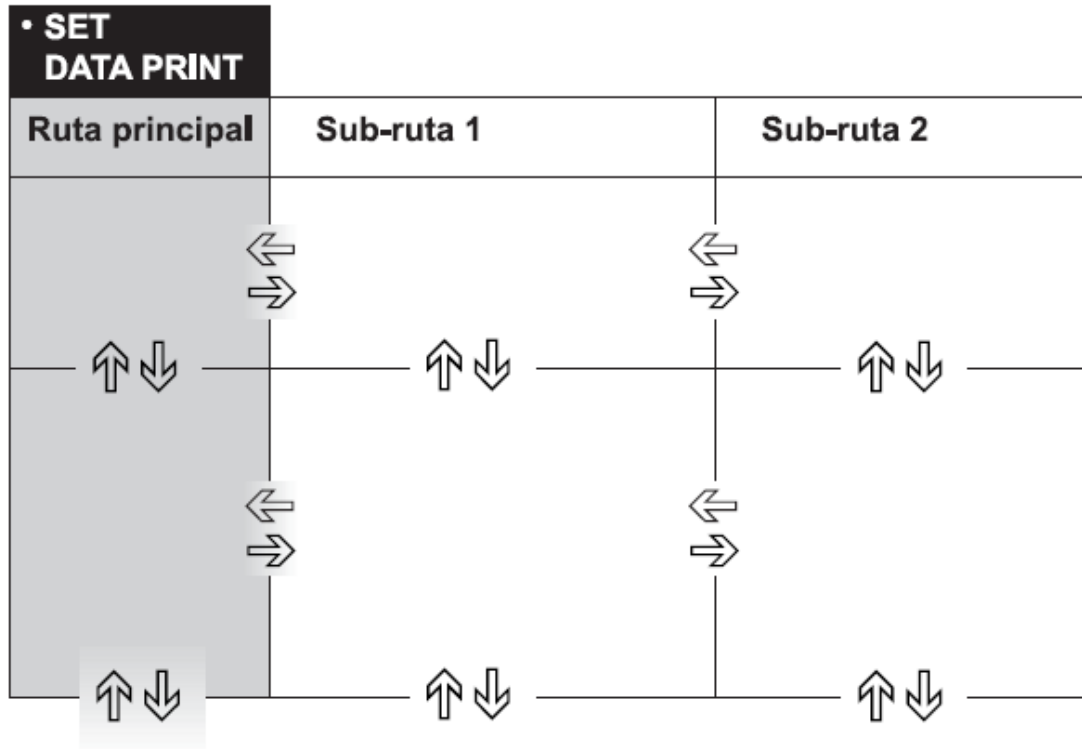 • SET
DATA PRINT
Ruta principal
Sub-ruta 1
Sub-ruta 2